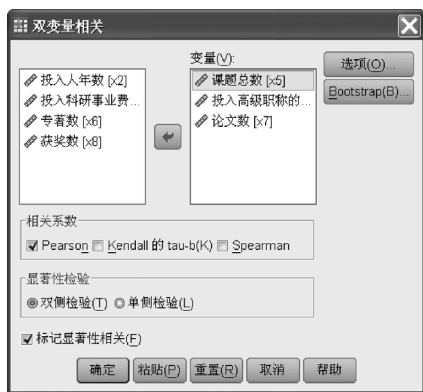 双变量相关
变量(V):
投入人年数 [x2]
投入科研事业费...
专著数 [x6]
获奖数 [x8]
课题总数 [x5]
投入高级职称的...
论文数 [x7]
选项(O)...
Bootstrap(B)...
相关系数
Pearson Kendall 的 tau-b(K) Spearman
显著性检验
双侧检验(T) 单侧检验(L)
标记显著性相关(F)
确定 粘贴(P) 重置(R) 取消 帮助